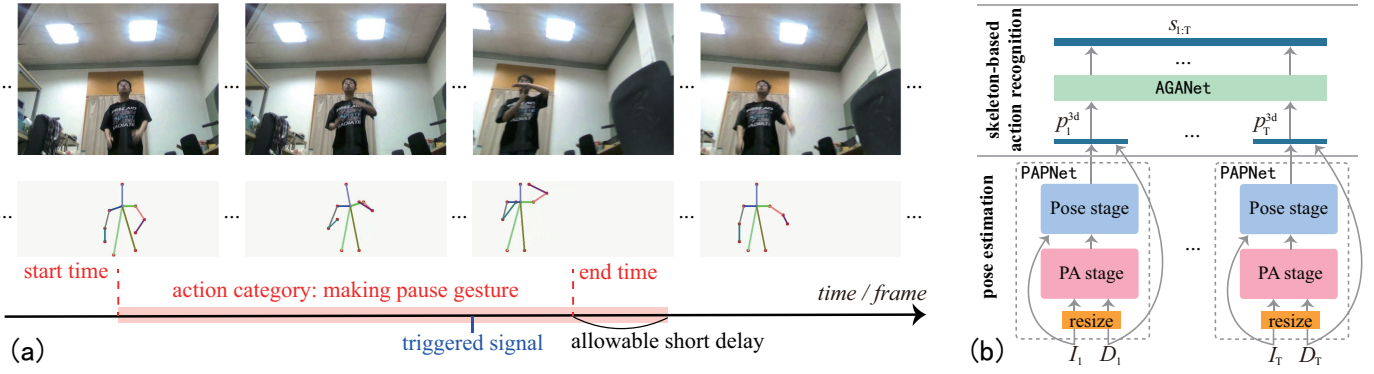 ...
...
...
...
...
...
...
...
...
...
start time
end time
action category: making pause gesture
time / frame
triggered signal
allowable short delay
(a)
skeleton-based
action recognition
s1:T
...
AGANet
p1^3d
...
pT^3d
pose estimation
PAPNet
PAPNet
Pose stage
Pose stage
...
PA stage
PA stage
resize
resize
I1
D1
IT
DT
(b)